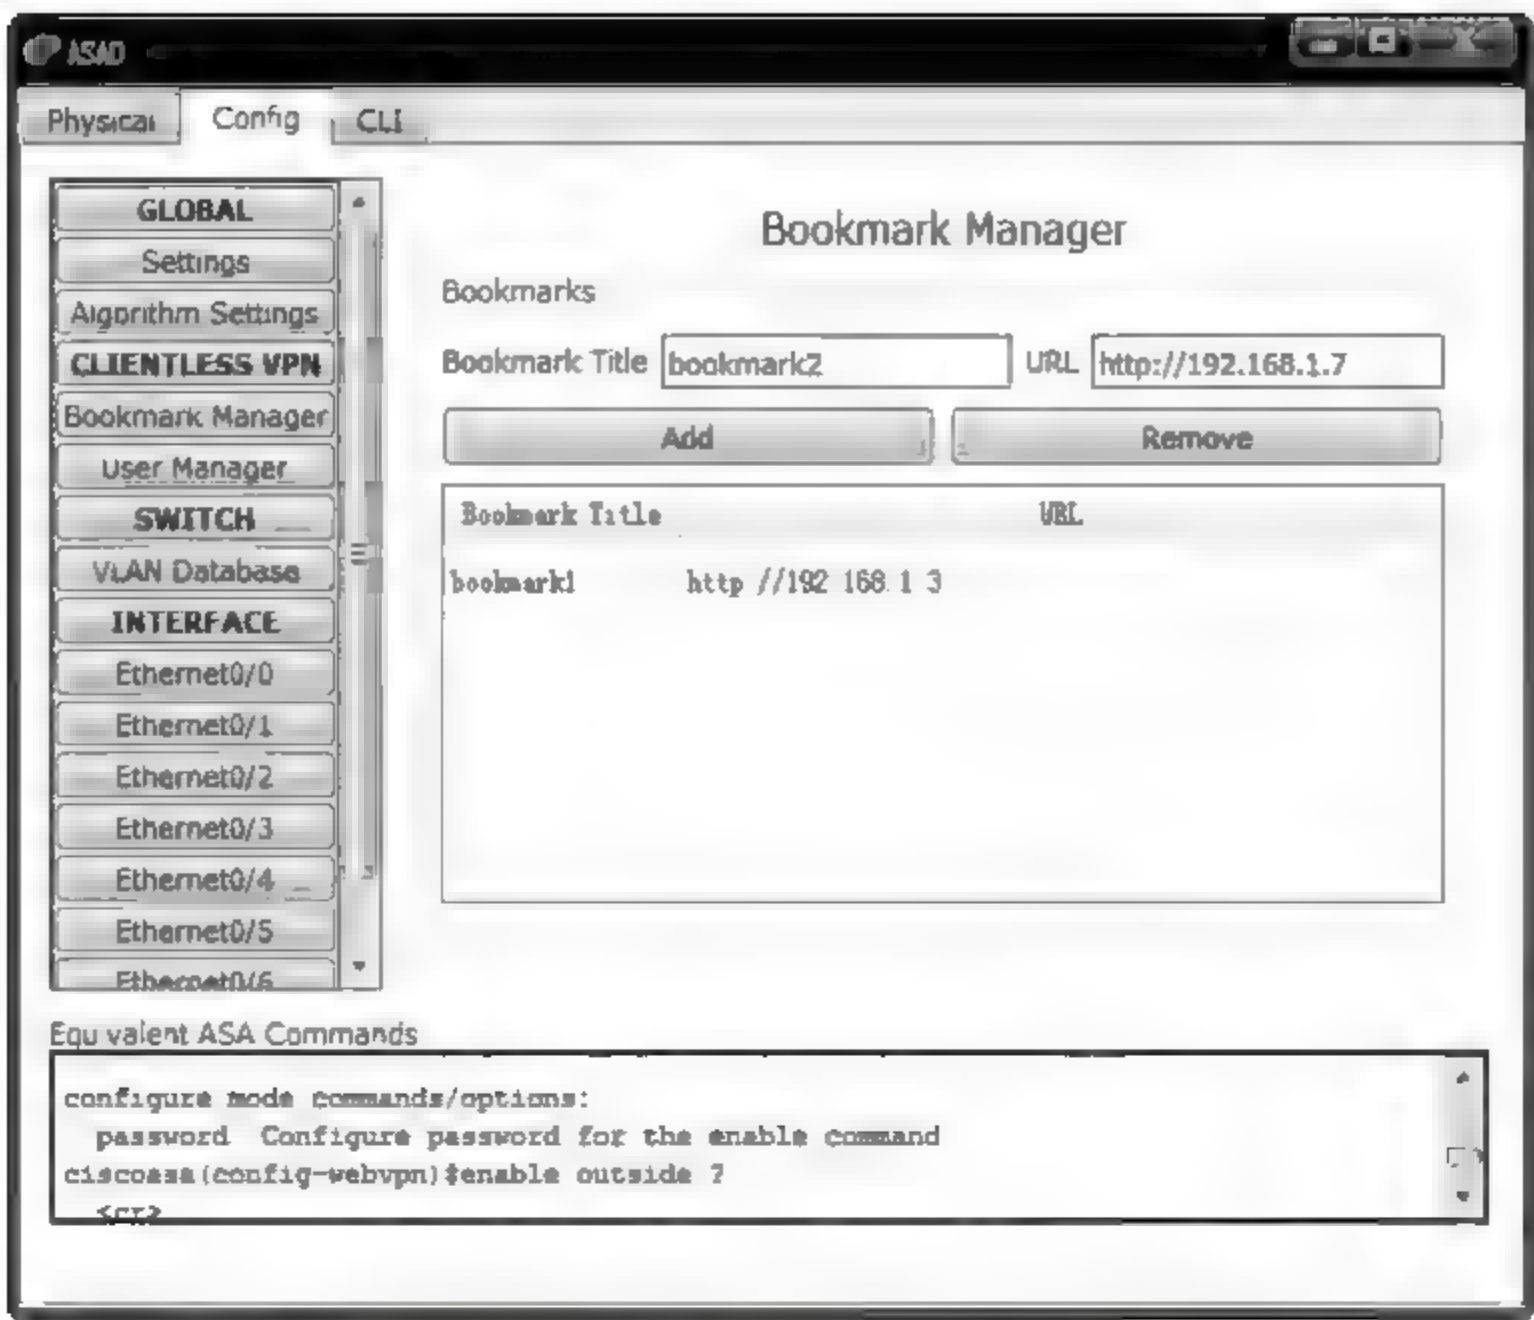 ASA0
Physical Config CLI
GLOBAL
Settings
Algorithm Settings
CLIENTLESS VPN
Bookmark Manager
User Manager
SWITCH
VLAN Database
INTERFACE
Ethernet0/0
Ethernet0/1
Ethernet0/2
Ethernet0/3
Ethernet0/4
Ethernet0/5
Ethernet0/6
Bookmark Manager
Bookmarks
Bookmark Title bookmark2 URL http://192.168.1.7
Add Remove
Bookmark Title URL
bookmark1 http://192.168.1.3
Equivalent ASA Commands
configure mode commands/options:
password Configure password for the enable command
ciscoasa(config-webvpn)#enable outside ?
<cr>